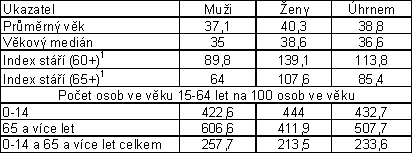 Ukazatel Muži Ženy Úhrnem
Průměrný věk 37,1 40,3 38,8
Věkový medián 35 38,6 36,6
Index stáří (60+)¹ 89,8 139,1 113,8
Index stáří (65+)¹ 64 107,6 85,4
Počet osob ve věku 15-64 let na 100 osob ve věku
0-14 422,6 444 432,7
65 a více let 606,6 411,9 507,7
0-14 a 65 a více let celkem 257,7 213,5 233,6